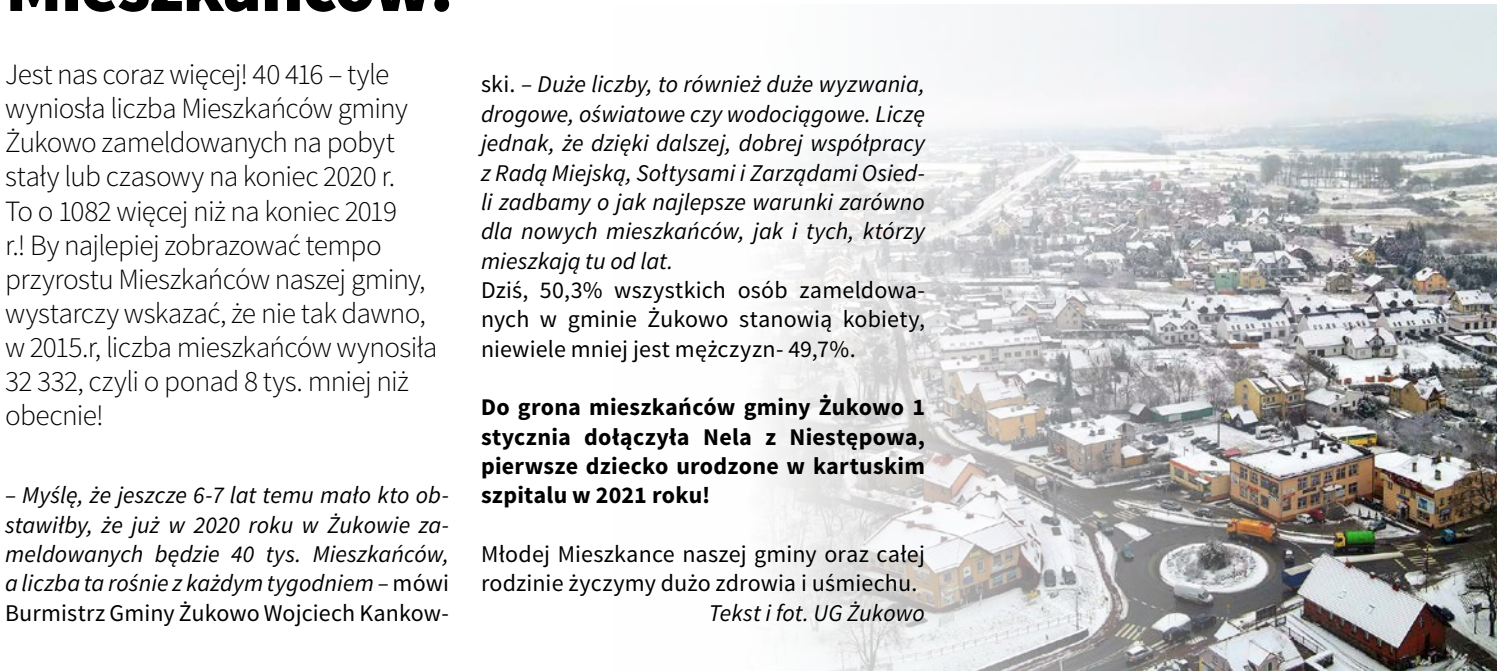 Mieszkańców!
Jest nas coraz więcej! 40 416 – tyle
wyniosła liczba Mieszkańców gminy
Żukowo zameldowanych na pobyt
stały lub czasowy na koniec 2020 r.
To o 1082 więcej niż na koniec 2019
r.! By najlepiej zobrazować tempo
przyrostu Mieszkańców naszej gminy,
wystarczy wskazać, że nie tak dawno,
w 2015.r, liczba mieszkańców wynosiła
32 332, czyli o ponad 8 tys. mniej niż
obecnie!
– Myślę, że jeszcze 6-7 lat temu mało kto ob-
stawiłby, że już w 2020 roku w Żukowie za-
meldowanych będzie 40 tys. Mieszkańców,
a liczba ta rośnie z każdym tygodniem – mówi
Burmistrz Gminy Żukowo Wojciech Kankow-
ski. – Duże liczby, to również duże wyzwania,
drogowe, oświatowe czy wodociągowe. Liczę
jednak, że dzięki dalszej, dobrej współpracy
z Radą Miejską, Sołtysami i Zarządami Osied-
li zadbamy o jak najlepsze warunki zarówno
dla nowych mieszkańców, jak i tych, którzy
mieszkają tu od lat.
Dziś, 50,3% wszystkich osób zameldowa-
nych w gminie Żukowo stanowią kobiety,
niewiele mniej jest mężczyzn- 49,7%.
Do grona mieszkańców gminy Żukowo 1
stycznia dołączyła Nela z Niestępowa,
pierwsze dziecko urodzone w kartuskim
szpitalu w 2021 roku!
Młodej Mieszkance naszej gminy oraz całej
rodzinie życzymy dużo zdrowia i uśmiechu.
Tekst i fot. UG Żukowo